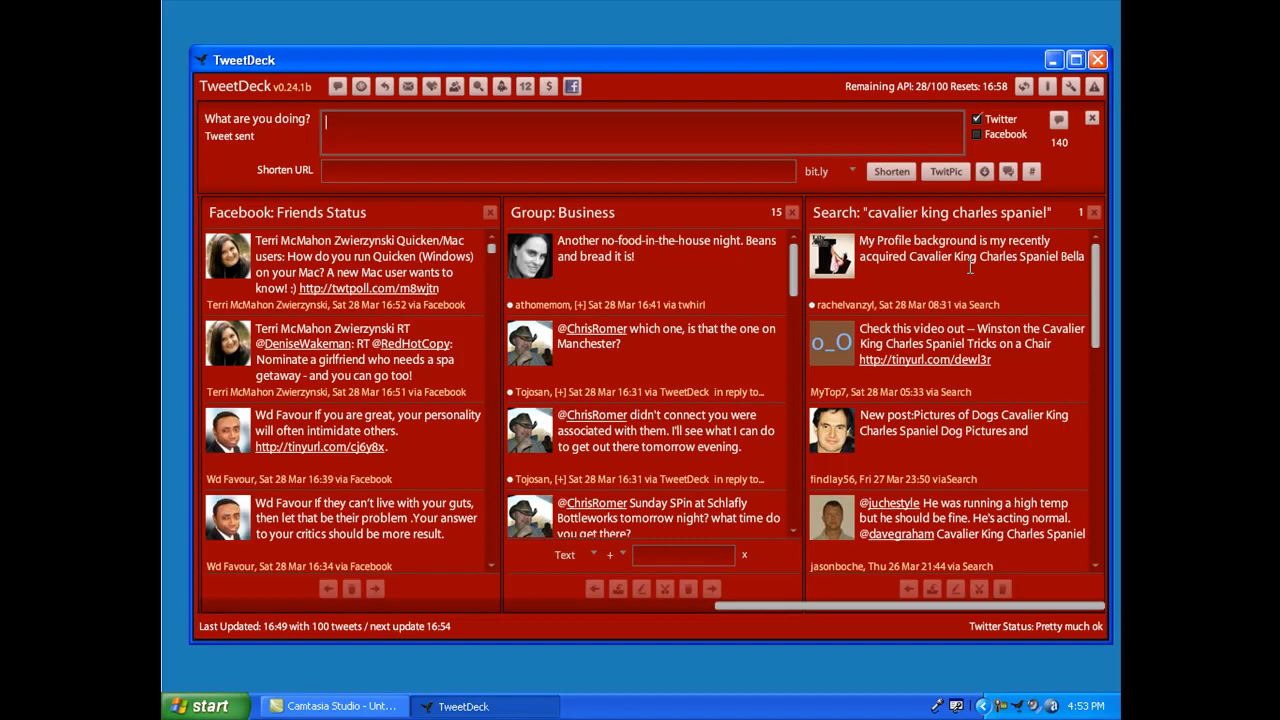 TweetDeck
TweetDeck v0.24.1b
12
$
Remaining API: 28/100 Resets: 16:58
What are you doing?
Tweet sent
Twitter
Facebook
140
Shorten URL
bit.ly
Shorten
TwitPic
#
Facebook: Friends Status
Terri McMahon Zwierzynski Quicken/Mac
users: How do you run Quicken (Windows)
on your Mac? A new Mac user wants to
know! :) http://twtpoll.com/m8wjtn
Terri McMahon Zwierzynski, Sat 28 Mar 16:52 via Facebook
Terri McMahon Zwierzynski RT
@DeniseWakeman: RT @RedHotCopy:
Nominate a girlfriend who needs a spa
getaway - and you can go too!
Terri McMahon Zwierzynski, Sat 28 Mar 16:51 via Facebook
Wd Favour If you are great, your personality
will often intimidate others.
http://tinyurl.com/cj6y8x.
Wd Favour, Sat 28 Mar 16:39 via Facebook
Wd Favour If they can't live with your guts,
then let that be their problem .Your answer
to your critics should be more result.
Wd Favour, Sat 28 Mar 16:34 via Facebook
Group: Business
15
Another no-food-in-the-house night. Beans
and bread it is!
athomemom, [+] Sat 28 Mar 16:41 via twhirl
@ChrisRomer which one, is that the one on
Manchester?
Tojosan, [+] Sat 28 Mar 16:31 via TweetDeck in reply to...
@ChrisRomer didn't connect you were
associated with them. I'll see what I can do
to get out there tomorrow evening.
Tojosan, [+] Sat 28 Mar 16:31 via TweetDeck in reply to...
@ChrisRomer Sunday SPin at Schlafly
Bottleworks tomorrow night? what time do
you get there?
Text
+
x
Search: "cavalier king charles spaniel"
1
My Profile background is my recently
acquired Cavalier King Charles Spaniel Bella
rachelvanzyl, Sat 28 Mar 08:31 via Search
o_O
Check this video out -- Winston the Cavalier
King Charles Spaniel Tricks on a Chair
http://tinyurl.com/dewl3r
MyTop7, Sat 28 Mar 05:33 via Search
New post:Pictures of Dogs Cavalier King
Charles Spaniel Dog Pictures and
findlay56, Fri 27 Mar 23:50 viaSearch
@juchestyle He was running a high temp
but he should be fine. He's acting normal.
@davegraham Cavalier King Charles Spaniel
jasonboche, Thu 26 Mar 21:44 via Search
Last Updated: 16:49 with 100 tweets / next update 16:54
Twitter Status: Pretty much ok
start
Camtasia Studio - Unt...
TweetDeck
4:53 PM